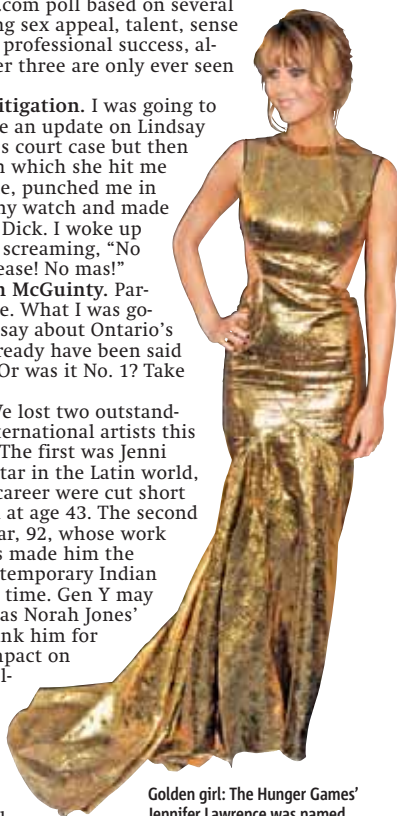 .com poll based on several
ng sex appeal, talent, sense
professional success, al-
er three are only ever seen
itigation. I was going to
e an update on Lindsay
s court case but then
n which she hit me
e, punched me in
ny watch and made
Dick. I woke up
screaming, “No
ease! No mas!”
n McGuinty. Par-
e. What I was go-
say about Ontario’s
ready have been said
Or was it No. 1? Take
We lost two outstand-
ternational artists this
The first was Jenni
tar in the Latin world,
career were cut short
at age 43. The second
ar, 92, whose work
s made him the
temporary Indian
time. Gen Y may
as Norah Jones’
nk him for
mpact on
l-
Golden girl: The Hunger Games’
Jennifer Lawrence was named